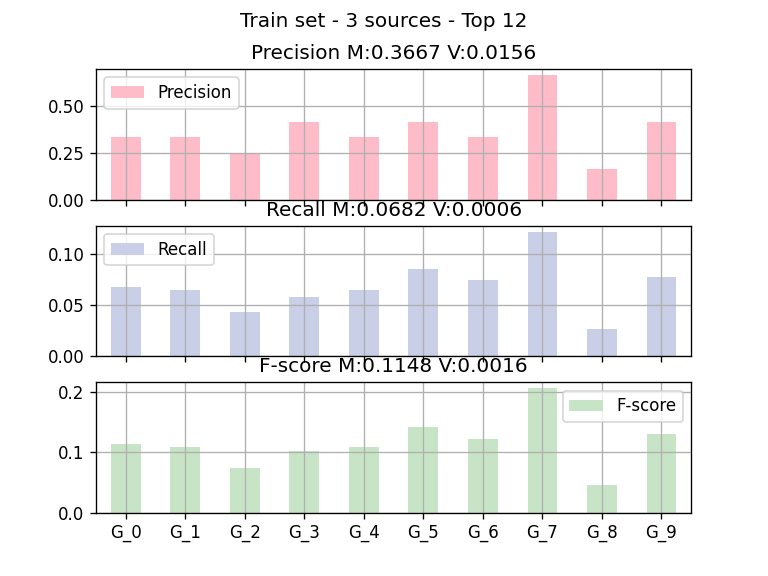 Train set - 3 sources - Top 12
Precision M:0.3667 V:0.0156
Precision
0.50
0.25
0.00
Recall M:0.0682 V:0.0006
Recall
0.10
0.05
0.00
F-score M:0.1148 V:0.0016
F-score
0.2
0.1
0.0
G_0 G_1 G_2 G_3 G_4 G_5 G_6 G_7 G_8 G_9